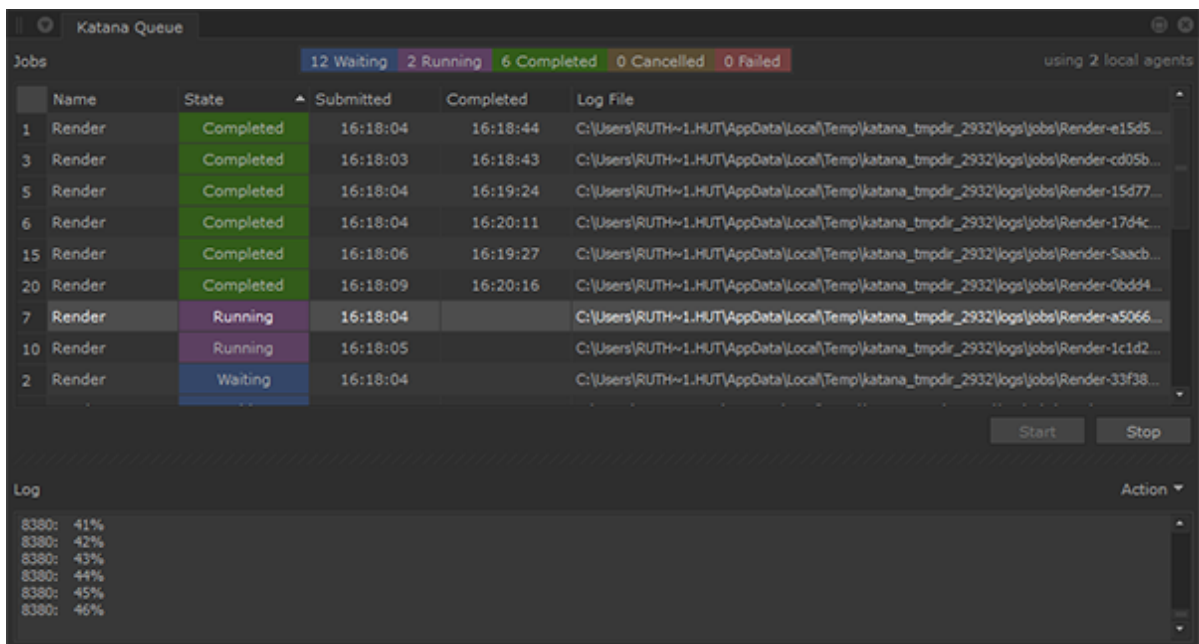 Katana Queue
Jobs 12 Waiting 2 Running 6 Completed 0 Cancelled 0 Failed using 2 local agents
Name State Submitted Completed Log File
1 Render Completed 16:18:04 16:18:44 C:\Users\RUTH~1.HUT\AppData\Local\Temp\katana_tmpdir_2932\logs\jobs\Render-e15d5...
3 Render Completed 16:18:03 16:18:43 C:\Users\RUTH~1.HUT\AppData\Local\Temp\katana_tmpdir_2932\logs\jobs\Render-cd05b...
5 Render Completed 16:18:04 16:19:24 C:\Users\RUTH~1.HUT\AppData\Local\Temp\katana_tmpdir_2932\logs\jobs\Render-15d77...
6 Render Completed 16:18:04 16:20:11 C:\Users\RUTH~1.HUT\AppData\Local\Temp\katana_tmpdir_2932\logs\jobs\Render-17d4c...
15 Render Completed 16:18:06 16:19:27 C:\Users\RUTH~1.HUT\AppData\Local\Temp\katana_tmpdir_2932\logs\jobs\Render-5aacb...
20 Render Completed 16:18:09 16:20:16 C:\Users\RUTH~1.HUT\AppData\Local\Temp\katana_tmpdir_2932\logs\jobs\Render-0bdd4...
7 Render Running 16:18:04 C:\Users\RUTH~1.HUT\AppData\Local\Temp\katana_tmpdir_2932\logs\jobs\Render-a5066...
10 Render Running 16:18:05 C:\Users\RUTH~1.HUT\AppData\Local\Temp\katana_tmpdir_2932\logs\jobs\Render-1c1d2...
2 Render Waiting 16:18:04 C:\Users\RUTH~1.HUT\AppData\Local\Temp\katana_tmpdir_2932\logs\jobs\Render-33f38...
Start Stop
Log Action
8380: 41%
8380: 42%
8380: 43%
8380: 44%
8380: 45%
8380: 46%